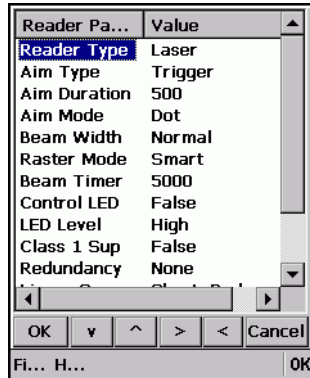 Reader Pa... Value
Reader Type Laser
Aim Type Trigger
Aim Duration 500
Aim Mode Dot
Beam Width Normal
Raster Mode Smart
Beam Timer 5000
Control LED False
LED Level High
Class 1 Sup False
Redundancy None
OK v ^ > < Cancel
Fi... H... OK